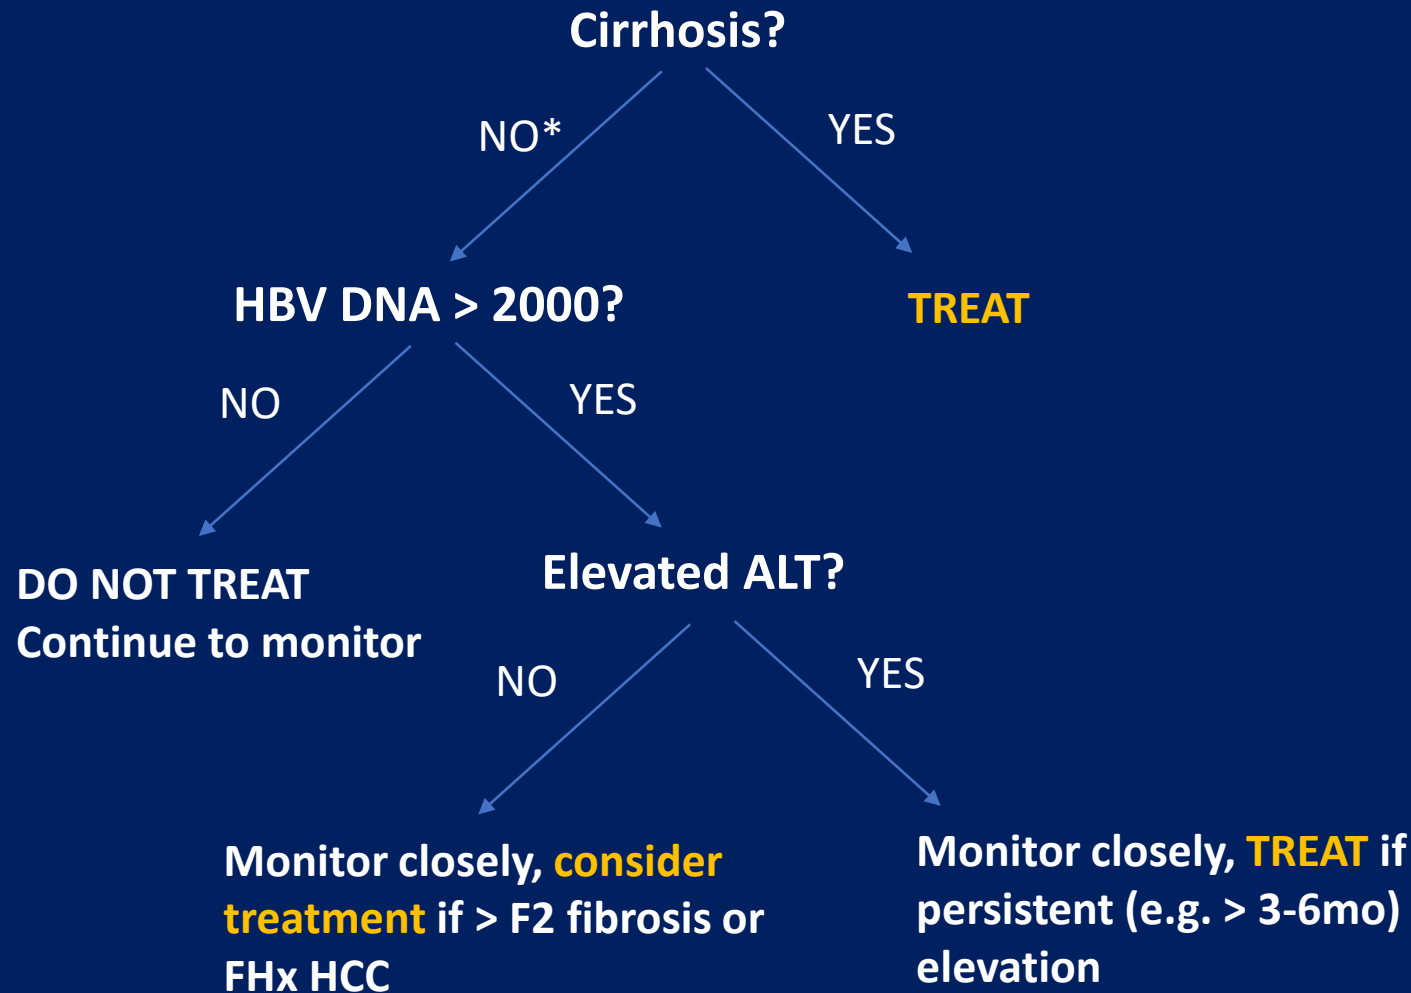 Cirrhosis?
NO*
YES
HBV DNA > 2000?
TREAT
NO
YES
DO NOT TREAT
Continue to monitor
Elevated ALT?
NO
YES
Monitor closely, consider
treatment if > F2 fibrosis or
FHx HCC
Monitor closely, TREAT if
persistent (e.g. > 3-6mo)
elevation